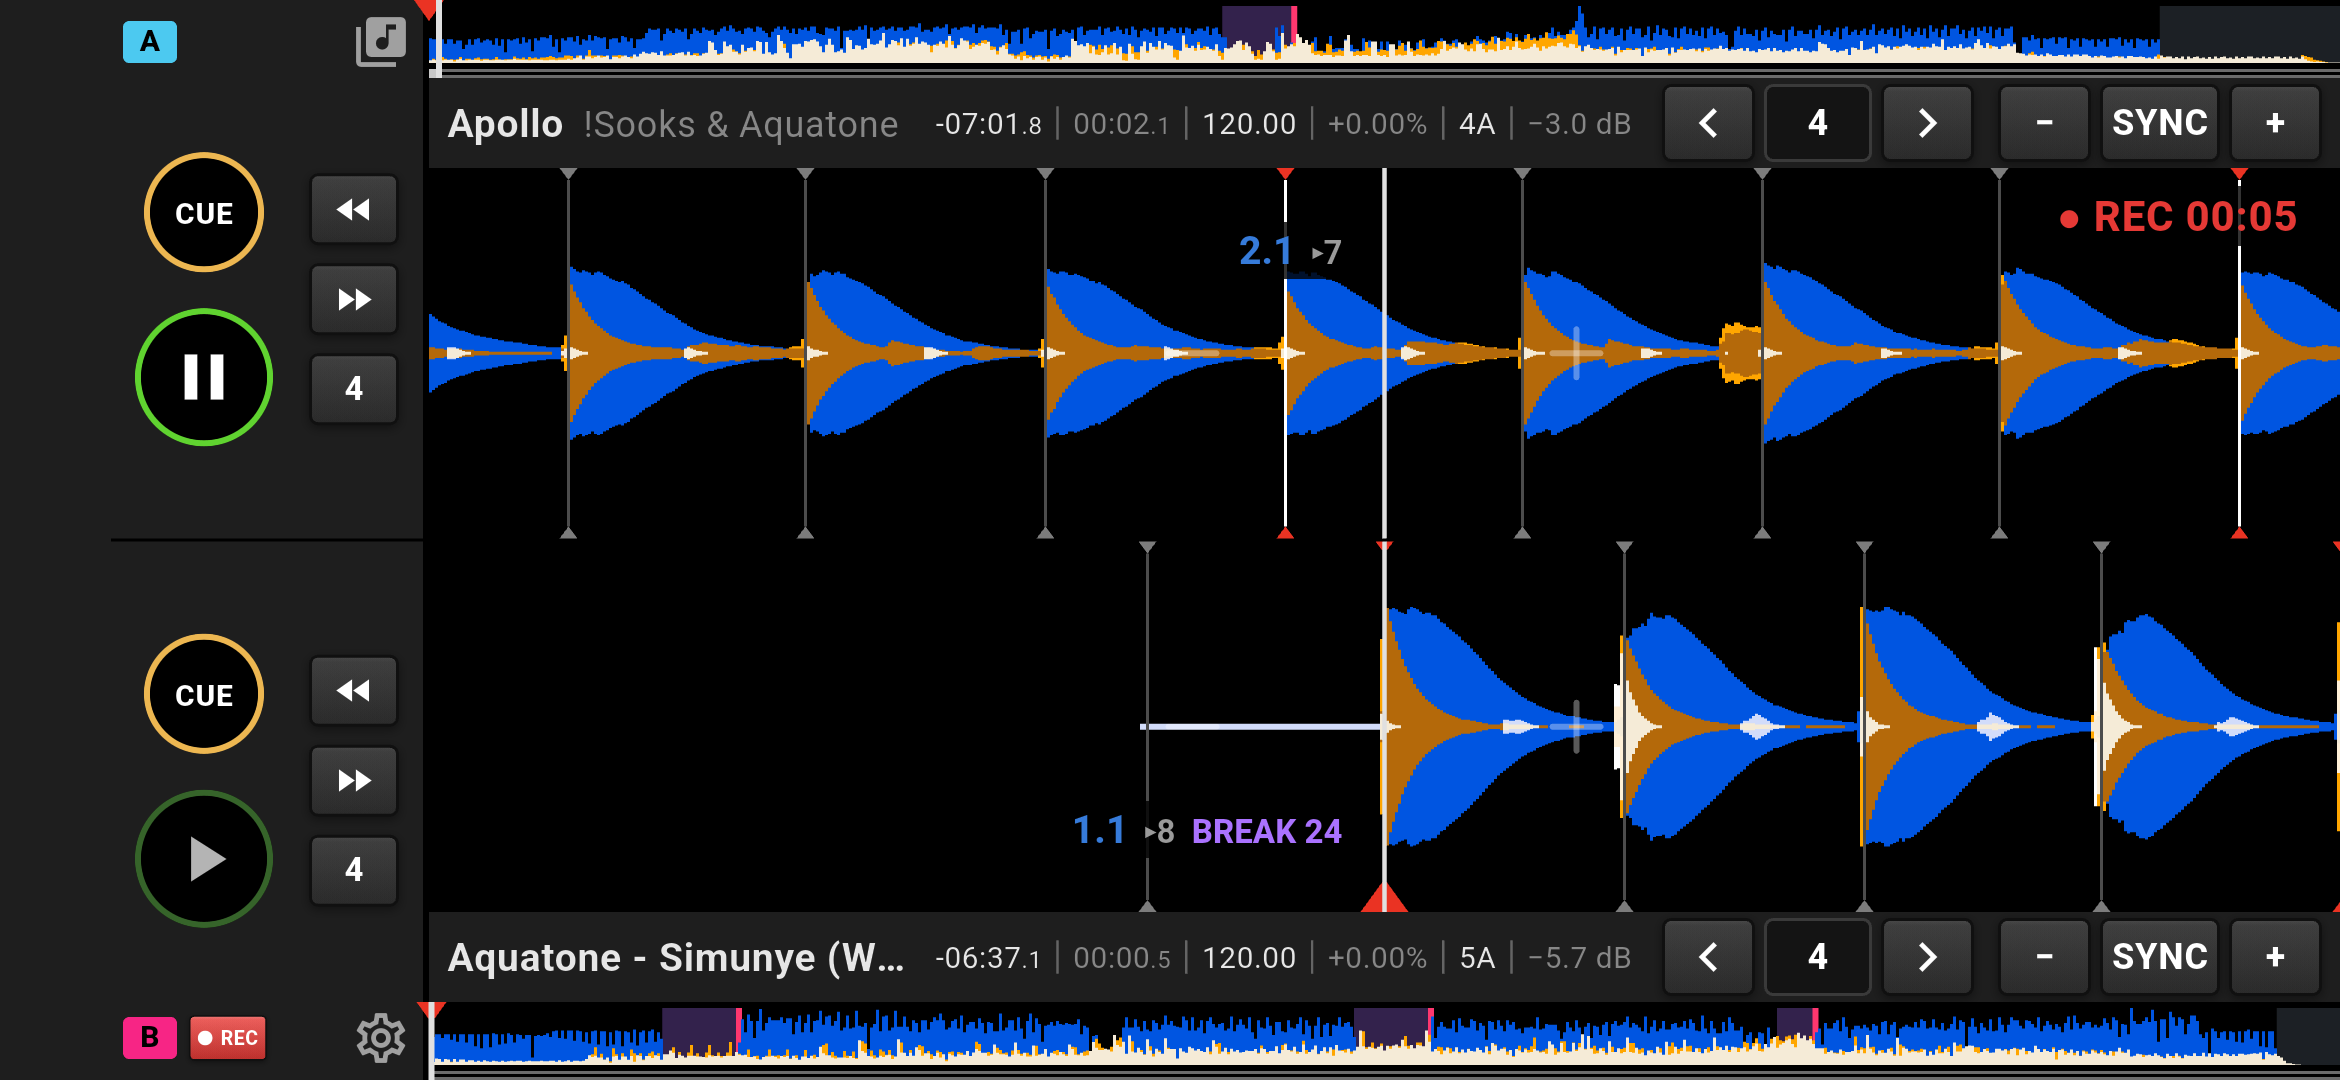 A
Apollo !Sooks & Aquatone -07:01.8 | 00:02.1 | 120.00 | +0.00% | 4A | −3.0 dB < 4 > - SYNC +
CUE
REC 00:05
2.1 ▸7
4
CUE
4
1.1 ▸8 BREAK 24
Aquatone - Simunye (W… -06:37.1 | 00:00.5 | 120.00 | +0.00% | 5A | −5.7 dB < 4 > - SYNC +
B REC